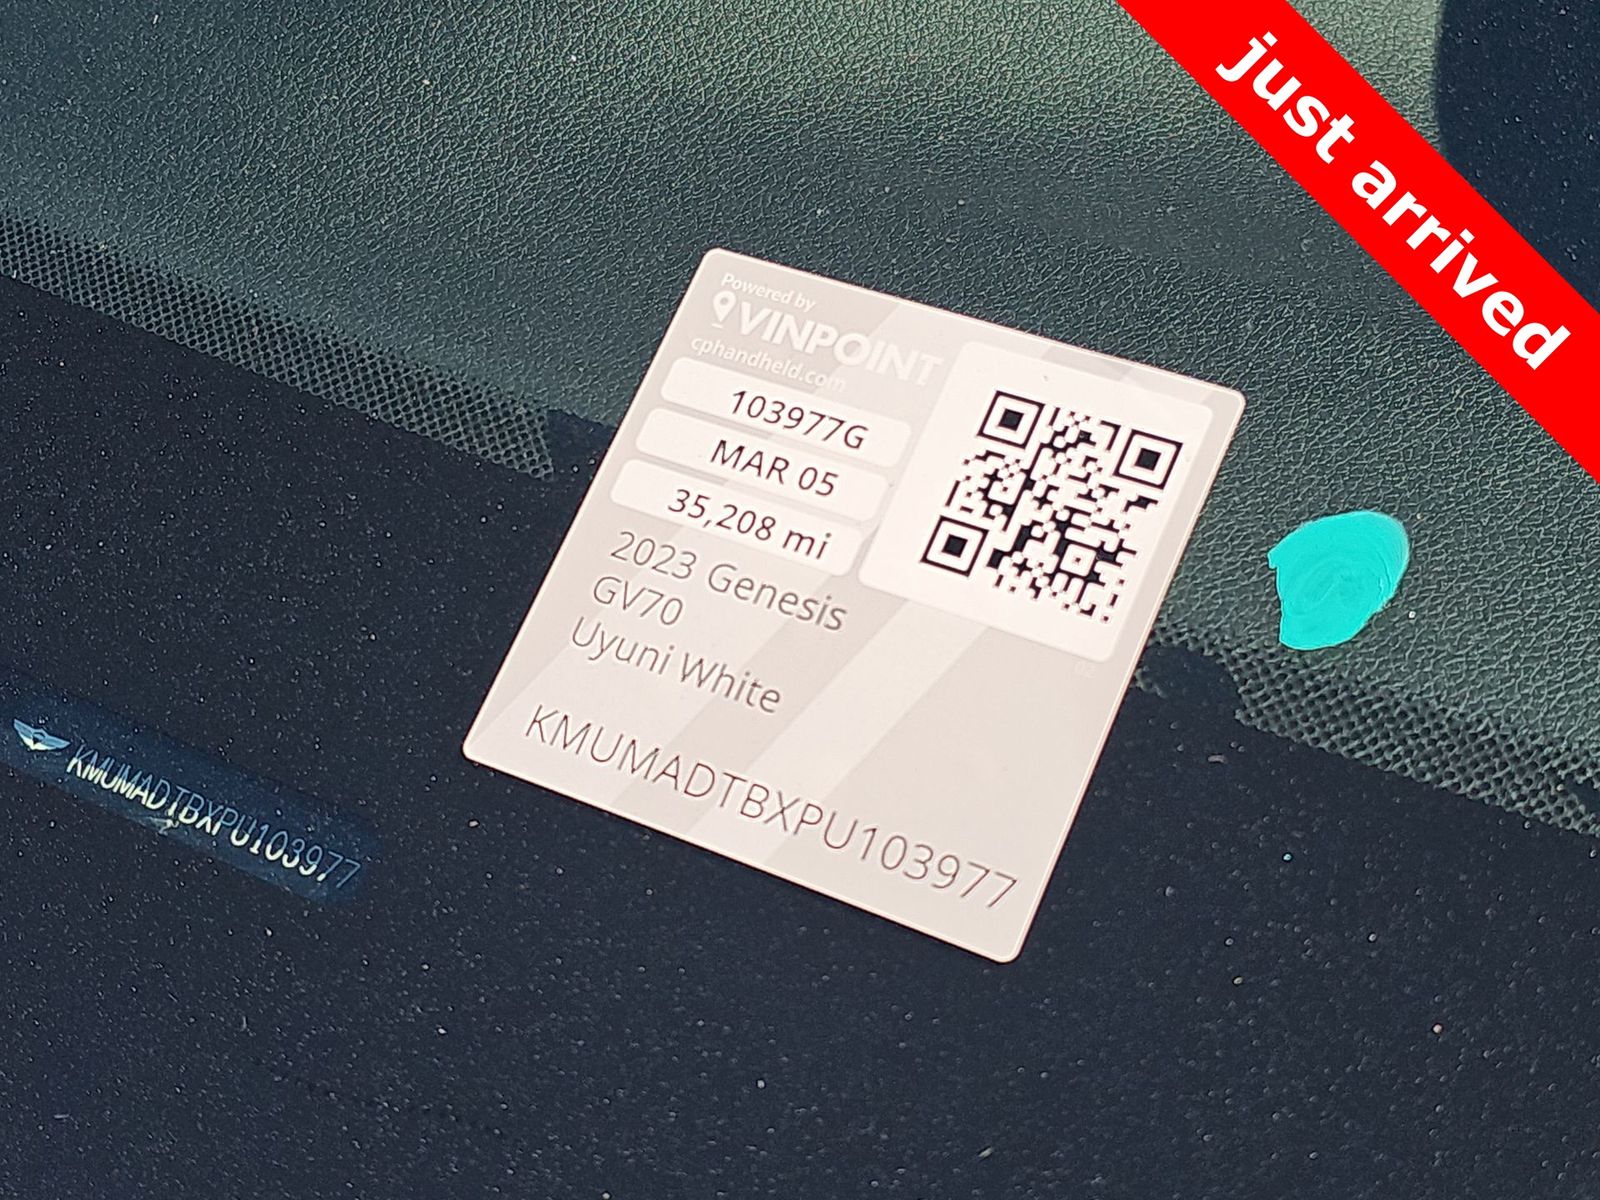 just arrived
Powered by
VINPOINT
cphandheld.com
103977G
MAR 05
35,208 mi
2023 Genesis
GV70
Uyuni White
KMUMADTBXPU103977
KMUMADTBXPU103977